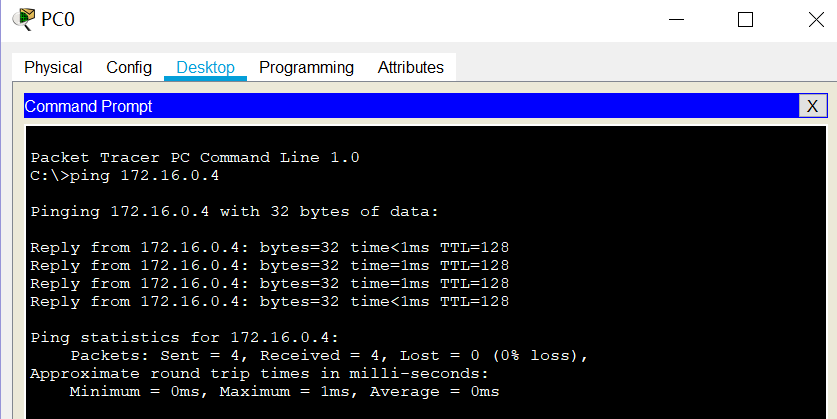 PC0
Physical Config Desktop Programming Attributes
Command Prompt X
Packet Tracer PC Command Line 1.0
C:\>ping 172.16.0.4
Pinging 172.16.0.4 with 32 bytes of data:
Reply from 172.16.0.4: bytes=32 time<1ms TTL=128
Reply from 172.16.0.4: bytes=32 time=1ms TTL=128
Reply from 172.16.0.4: bytes=32 time<1ms TTL=128
Reply from 172.16.0.4: bytes=32 time<1ms TTL=128
Ping statistics for 172.16.0.4:
Packets: Sent = 4, Received = 4, Lost = 0 (0% loss),
Approximate round trip times in milli-seconds:
Minimum = 0ms, Maximum = 1ms, Average = 0ms